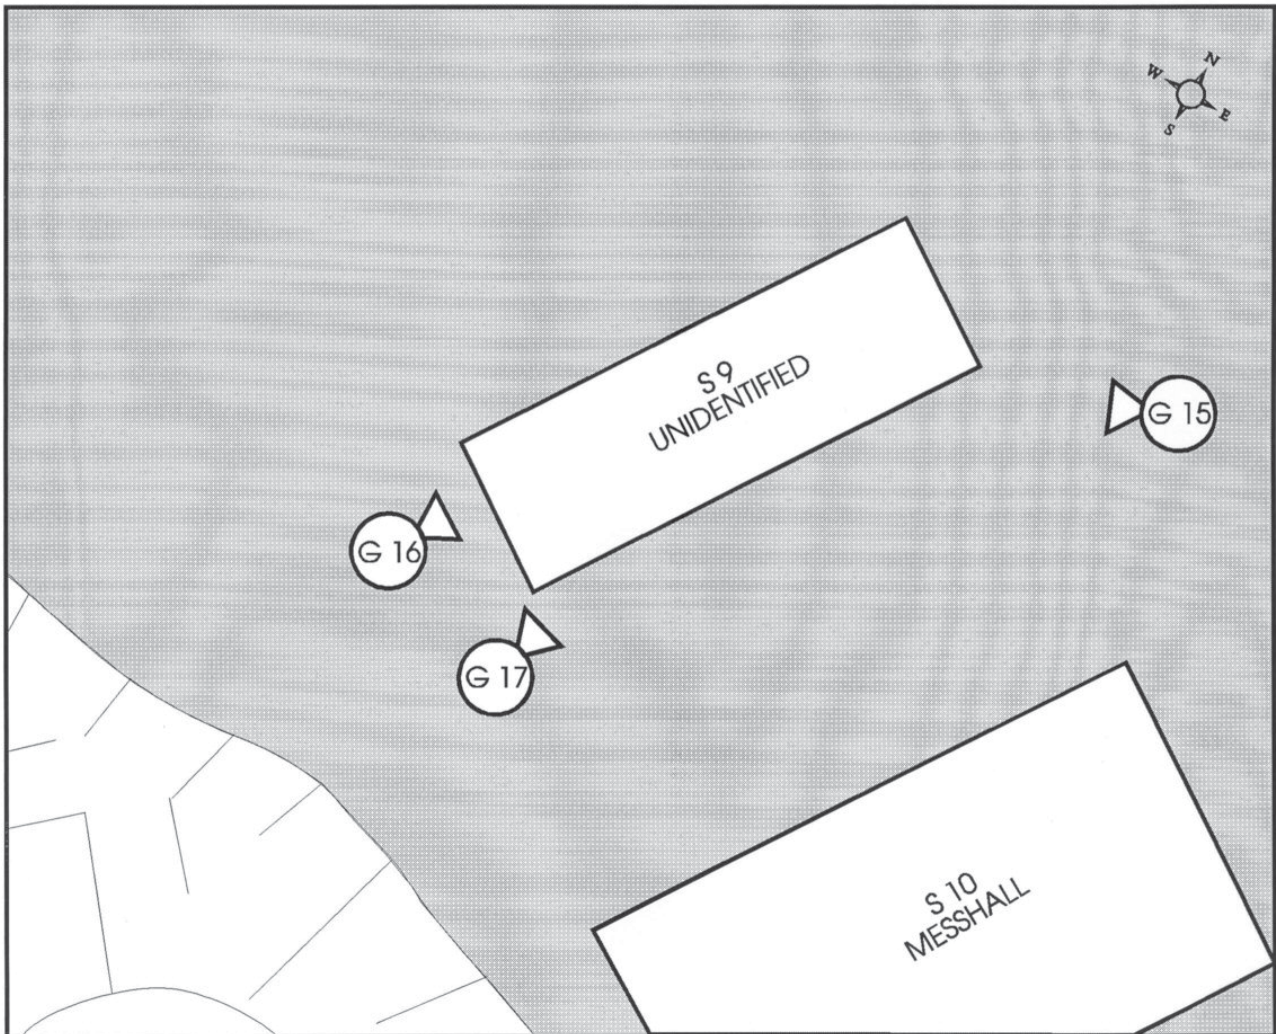 N
W
E
S
S 9
UNIDENTIFIED
G 15
G 16
G 17
S 10
MESSHALL